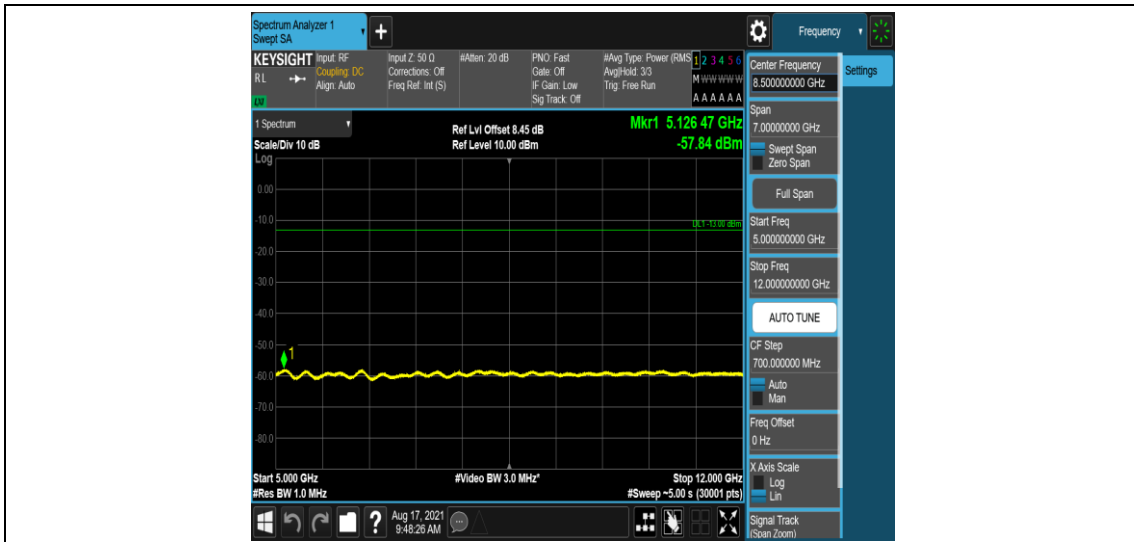 Spectrum Analyzer 1
Swept SA
+
Frequency
KEYSIGHT
RL
LM
Input: RF
Coupling: DC
Align: Auto
Input Z: 50 Ω
Corrections: Off
Freq Ref: Int (S)
#Atten: 20 dB
PNO: Fast
Gate: Off
IF Gain: Low
Sig Track: Off
#Avg Type: Power (RMS
Avg|Hold: 3/3
Trig: Free Run
1 2 3 4 5 6
M W W W W W
A A A A A A
1 Spectrum
Scale/Div 10 dB
Ref Lvl Offset 8.45 dB
Ref Level 10.00 dBm
Mkr1 5.126 47 GHz
-57.84 dBm
Log
0.00
-10.0
DL1 -13.00 dBm
-20.0
-30.0
-40.0
-50.0
1
-60.0
-70.0
-80.0
Start 5.000 GHz
#Res BW 1.0 MHz
#Video BW 3.0 MHz*
Stop 12.000 GHz
#Sweep ~5.00 s (30001 pts)
?
Aug 17, 2021
9:48:26 AM
Center Frequency
8.500000000 GHz
Settings
Span
7.00000000 GHz
Swept Span
Zero Span
Full Span
Start Freq
5.000000000 GHz
Stop Freq
12.000000000 GHz
AUTO TUNE
CF Step
700.000000 MHz
Auto
Man
Freq Offset
0 Hz
X Axis Scale
Log
Lin
Signal Track
(Span Zoom)